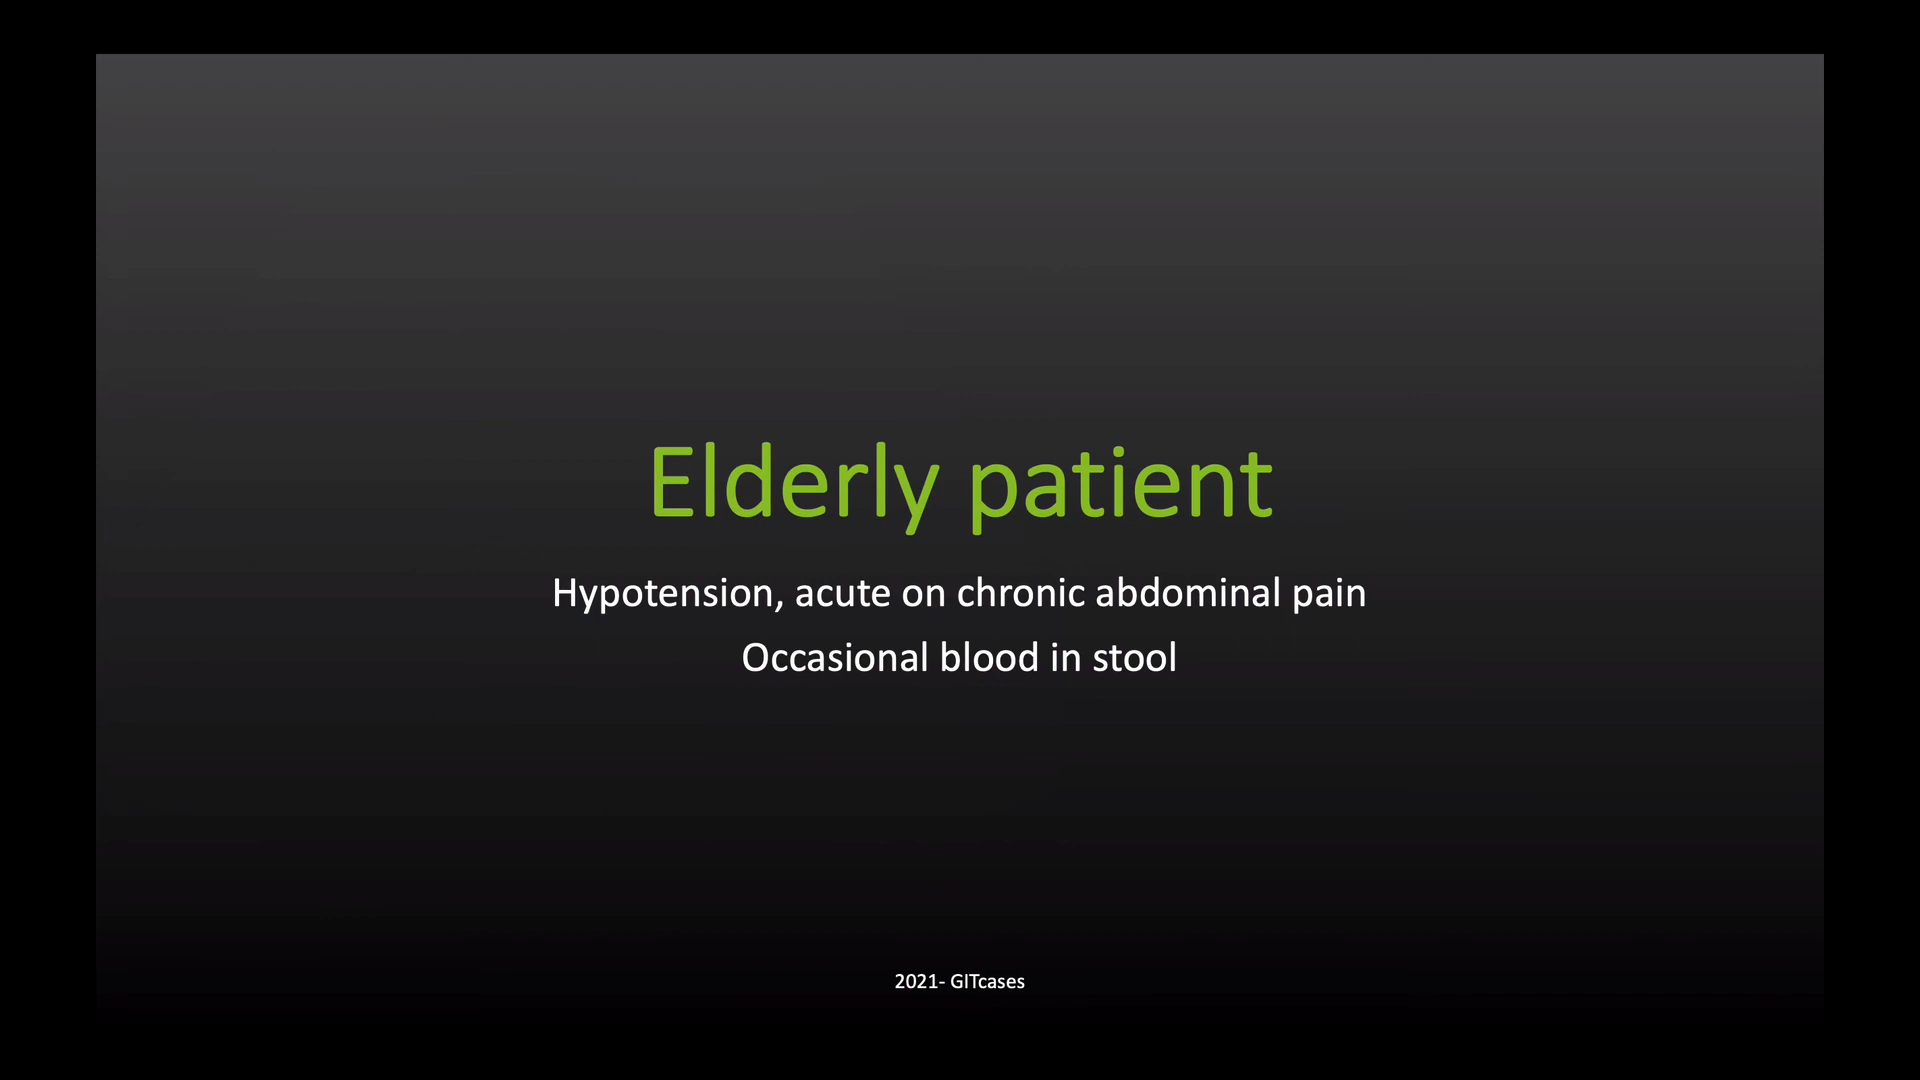 Elderly patient
Hypotension, acute on chronic abdominal pain
Occasional blood in stool
2021- GITcases